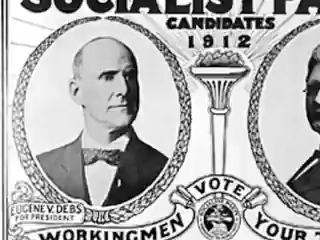 SOCIALIST PA
CANDIDATES
1912
EUGENE V. DEBS
FOR PRESIDENT
VOTE
WORKINGMEN
YOUR T